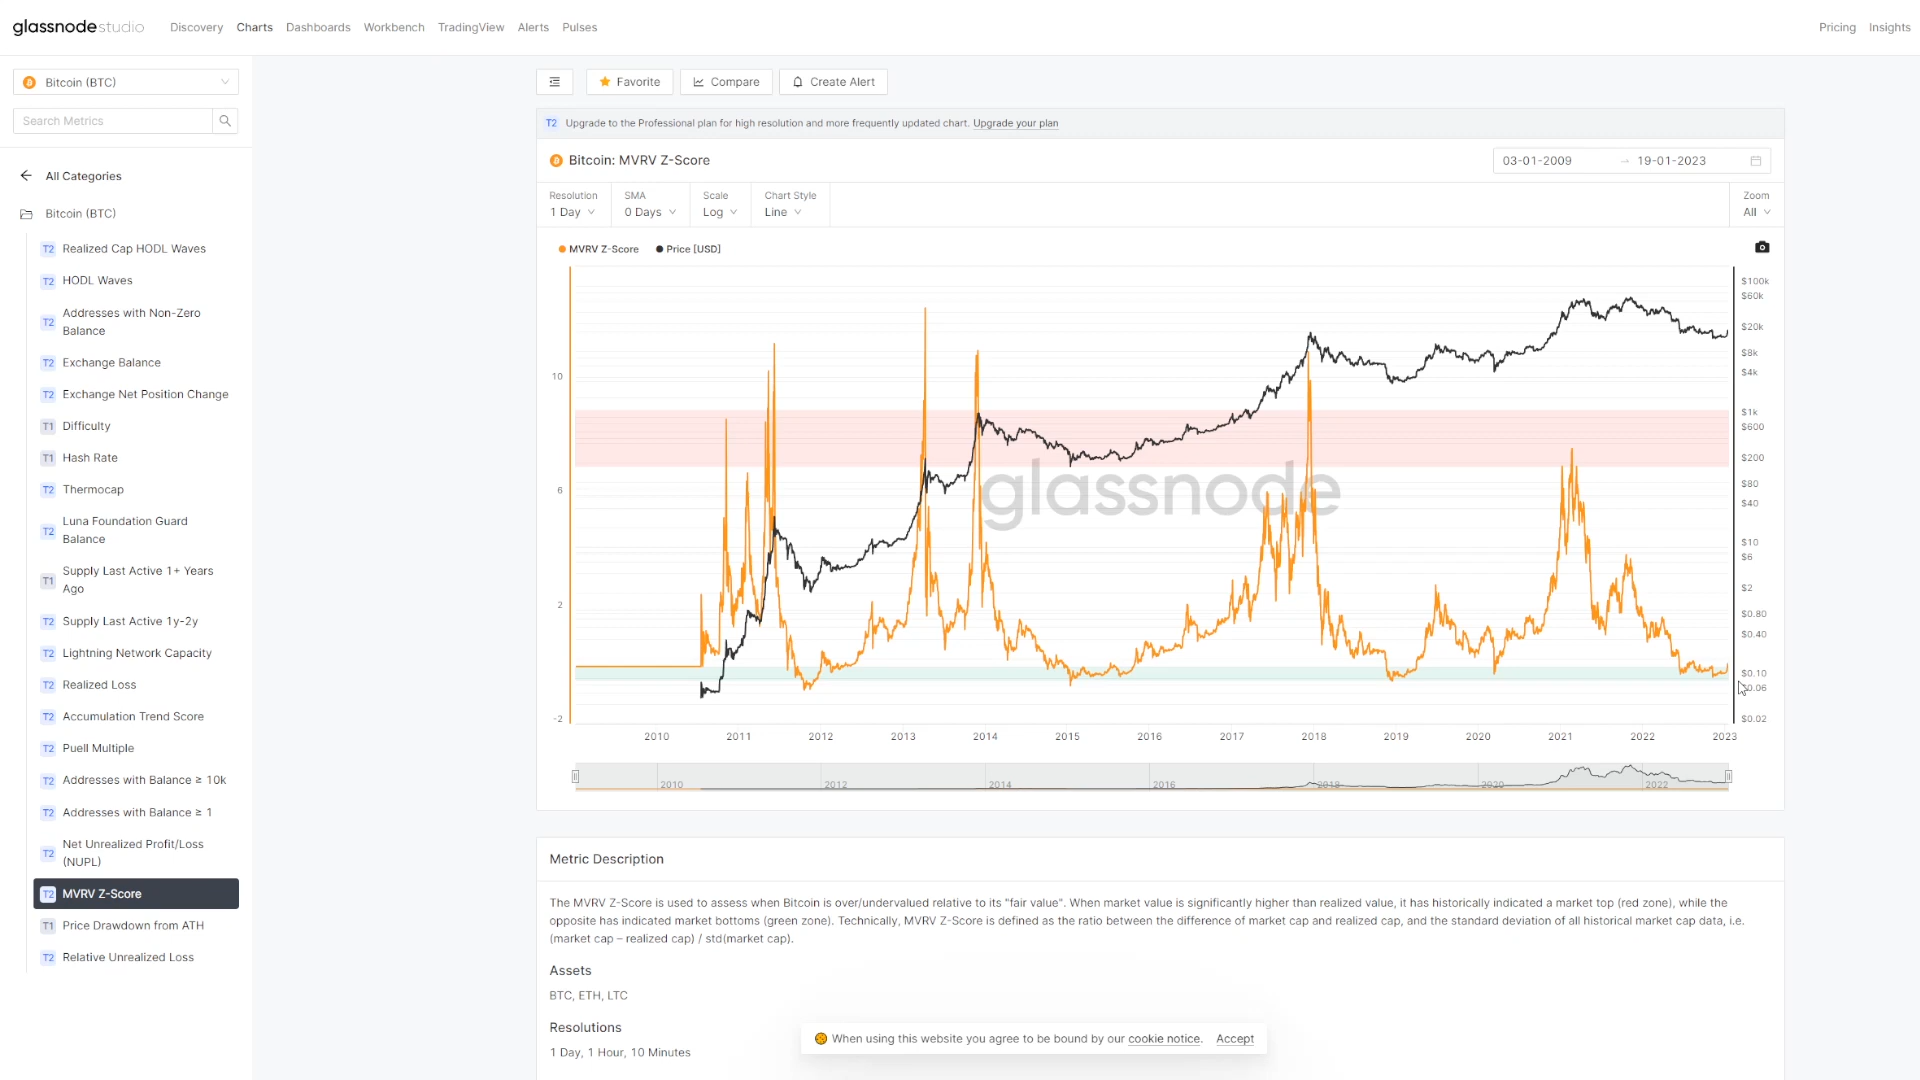 glassnodestudio
Discovery
Charts
Dashboards
Workbench
TradingView
Alerts
Pulses
Pricing
Insights
Bitcoin (BTC)
Search Metrics
All Categories
Bitcoin (BTC)
T2 Realized Cap HODL Waves
T2 HODL Waves
T2 Addresses with Non-Zero
Balance
T2 Exchange Balance
T2 Exchange Net Position Change
T1 Difficulty
T1 Hash Rate
T2 Thermocap
T2 Luna Foundation Guard
Balance
T1 Supply Last Active 1+ Years
Ago
T2 Supply Last Active 1y-2y
T2 Lightning Network Capacity
T2 Realized Loss
T2 Accumulation Trend Score
T2 Puell Multiple
T2 Addresses with Balance ≥ 10k
T2 Addresses with Balance ≥ 1
T2 Net Unrealized Profit/Loss
(NUPL)
T2 MVRV Z-Score
T1 Price Drawdown from ATH
T2 Relative Unrealized Loss
Favorite
Compare
Create Alert
T2 Upgrade to the Professional plan for high resolution and more frequently updated chart. Upgrade your plan
Bitcoin: MVRV Z-Score
03-01-2009 → 19-01-2023
Resolution
1 Day
SMA
0 Days
Scale
Log
Chart Style
Line
Zoom
All
MVRV Z-Score
Price [USD]
10
6
2
-2
glassnode
$100k
$60k
$20k
$8k
$4k
$1k
$600
$200
$80
$40
$10
$6
$2
$0.80
$0.40
$0.10
$0.02
2010 2011 2012 2013 2014 2015 2016 2017 2018 2019 2020 2021 2022 2023
2010 2012 2014 2016 2018 2020 2022
Metric Description
The MVRV Z-Score is used to assess when Bitcoin is over/undervalued relative to its "fair value". When market value is significantly higher than realized value, it has historically indicated a market top (red zone), while the
opposite has indicated market bottoms (green zone). Technically, MVRV Z-Score is defined as the ratio between the difference of market cap and realized cap, and the standard deviation of all historical market cap data, i.e.
(market cap – realized cap) / std(market cap).
Assets
BTC, ETH, LTC
Resolutions
1 Day, 1 Hour, 10 Minutes
When using this website you agree to be bound by our cookie notice. Accept